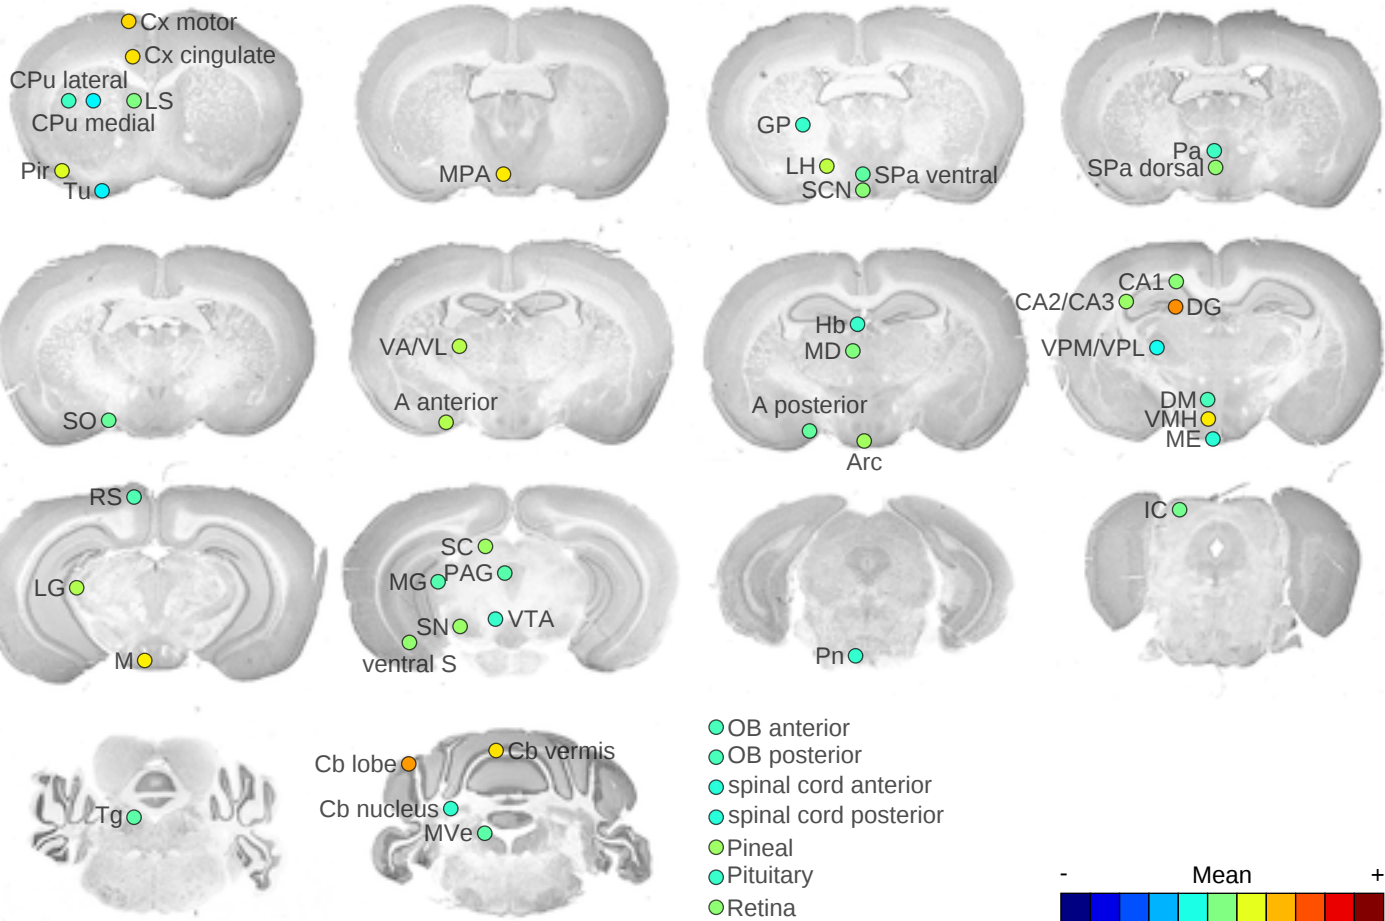 Cx motor
Cx cingulate
CPu lateral
LS
CPu medial
Pir
Tu
MPA
GP
LH
SPa ventral
SCN
Pa
SPa dorsal
SO
VA/VL
A anterior
Hb
MD
A posterior
Arc
CA1
CA2/CA3
DG
VPM/VPL
DM
VMH
ME
RS
LG
M
SC
MG
PAG
SN
VTA
ventral S
Pn
IC
Tg
Cb lobe
Cb vermis
Cb nucleus
MVe
OB anterior
OB posterior
spinal cord anterior
spinal cord posterior
Pineal
Pituitary
Retina
- Mean +